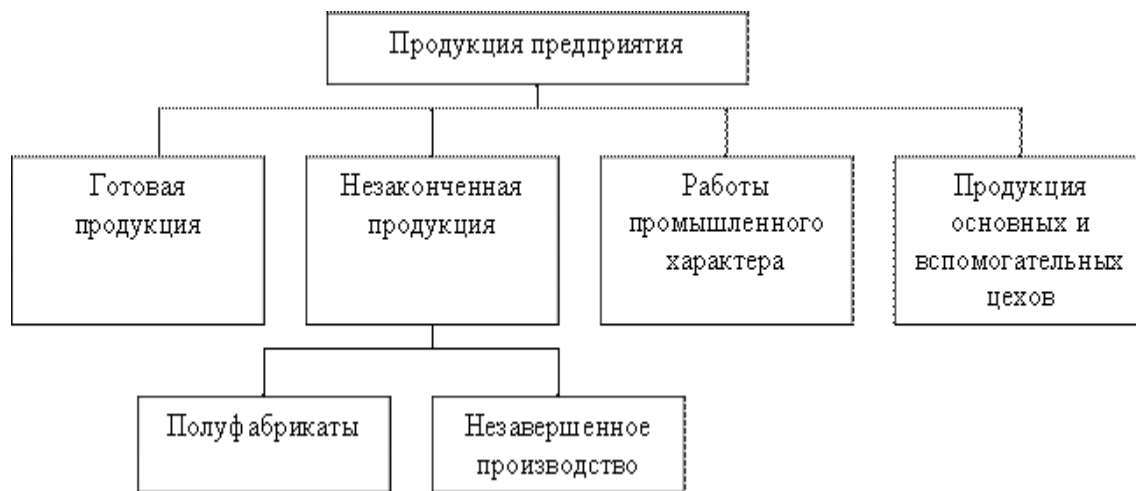 Продукция предприятия
Готовая
продукция
Незаконченная
продукция
Работы
промышленного
характера
Продукция
основных и
вспомогательных
цехов
Полуфабрикаты
Незавершенное
производство